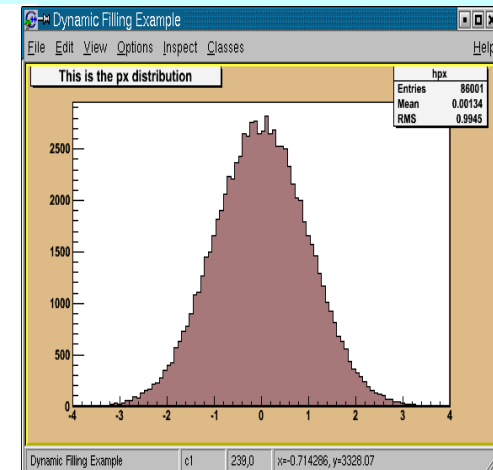 Dynamic Filling Example
File Edit View Options Inspect Classes Help
This is the px distribution
hpx
Entries 86001
Mean 0.00134
RMS 0.9945
2500
2000
1500
1000
500
0
-4 -3 -2 -1 0 1 2 3 4
Dynamic Filling Example c1 239,0 x=-0.714286, y=3328.07